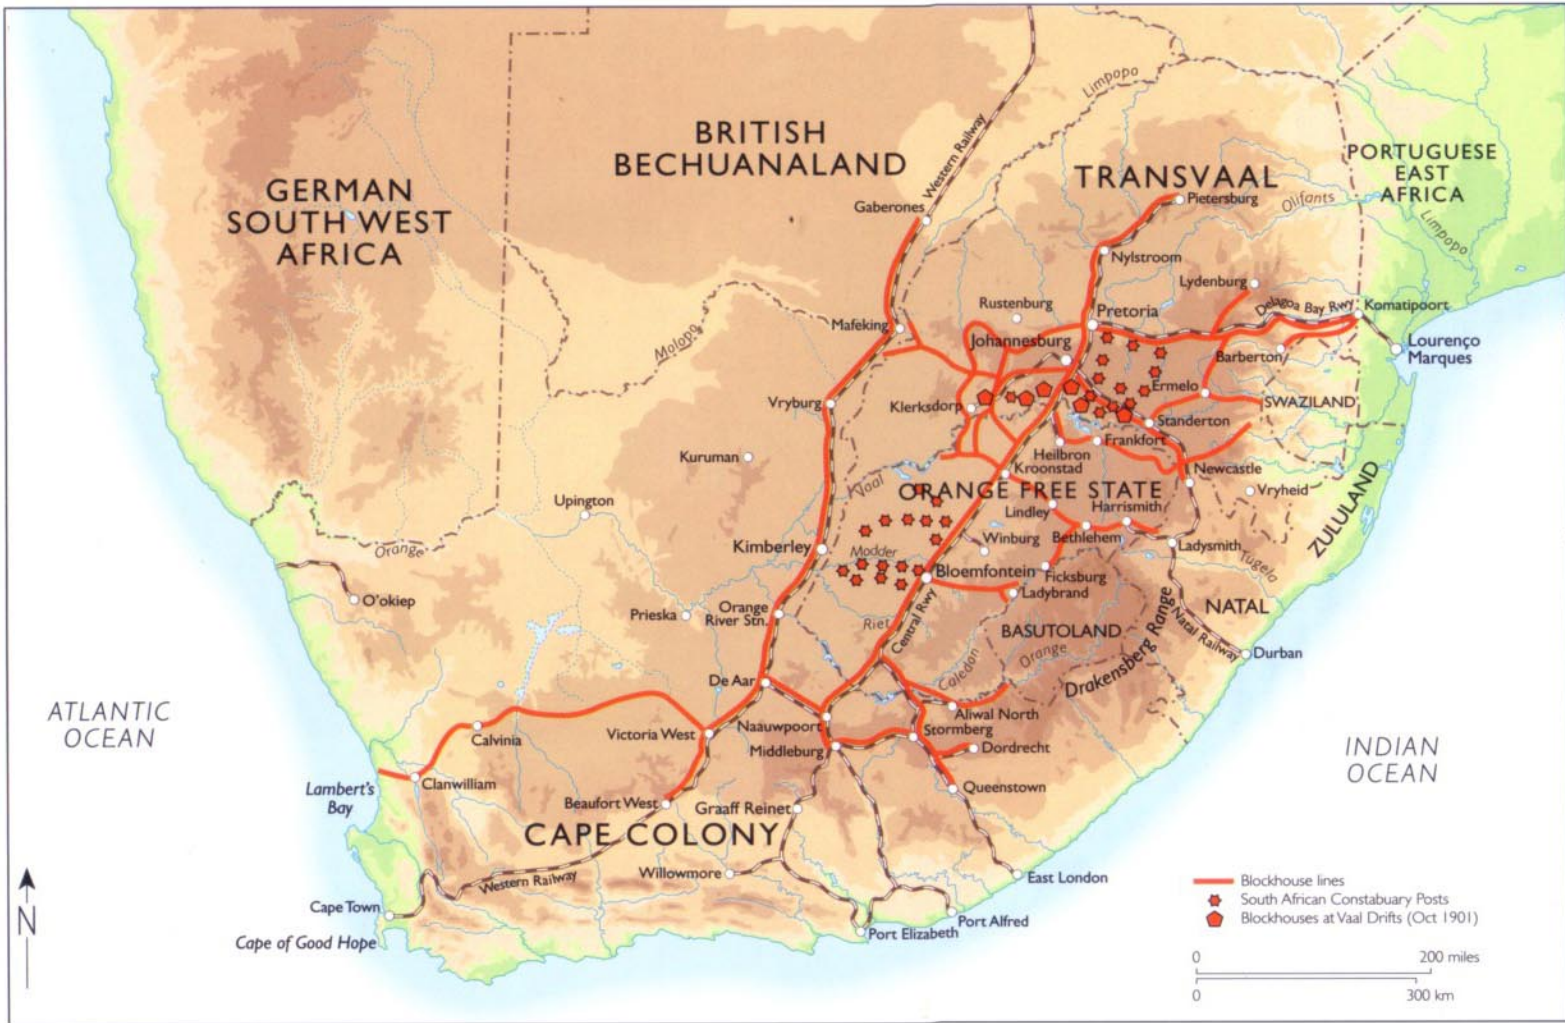 BRITISH
BECHUANALAND
GERMAN
SOUTH WEST
AFRICA
TRANSVAAL
PORTUGUESE
EAST
AFRICA
Limpopo
Western Railway
Gaberones
Pietersburg
Olifants
Limpopo
Nylstroom
Lydenburg
Rustenburg
Pretoria
Delagoa Bay Rwy
Komatipoort
Mafeking
Molopo
Johannesburg
Lourenço
Marques
Barberton
Ermelo
SWAZILAND
Vryburg
Klerksdorp
Standerton
Kuruman
Heilbron
Frankfort
Kroonstad
Newcastle
Vaal
ORANGE FREE STATE
Vryheid
ZULULAND
Upington
Lindley
Harrismith
Orange
Kimberley
Modder
Winburg
Bethlehem
Ladysmith
Tugela
Bloemfontein
Ficksburg
O'okiep
Prieska
Orange
River Stn.
Riet
Central Rwy
Ladybrand
NATAL
BASUTOLAND
Orange
Caledon
Drakensberg Range
Natal Railway
Durban
De Aar
ATLANTIC
OCEAN
Calvinia
Victoria West
Naauwpoort
Aliwal North
Stormberg
Middleburg
Dordrecht
INDIAN
OCEAN
Lambert's
Bay
Clanwilliam
Beaufort West
Graaff Reinet
Queenstown
CAPE COLONY
Western Railway
Willowmore
East London
Cape Town
Cape of Good Hope
Port Alfred
Port Elizabeth
N
Blockhouse lines
South African Constabuary Posts
Blockhouses at Vaal Drifts (Oct 1901)
0 200 miles
0 300 km